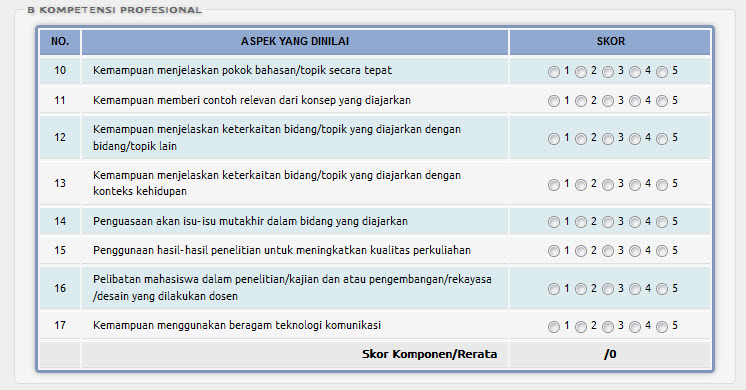 B KOMPETENSI PROFESIONAL
NO. ASPEK YANG DINILAI SKOR
10 Kemampuan menjelaskan pokok bahasan/topik secara tepat 1 2 3 4 5
11 Kemampuan memberi contoh relevan dari konsep yang diajarkan 1 2 3 4 5
12 Kemampuan menjelaskan keterkaitan bidang/topik yang diajarkan dengan
bidang/topik lain 1 2 3 4 5
13 Kemampuan menjelaskan keterkaitan bidang/topik yang diajarkan dengan
konteks kehidupan 1 2 3 4 5
14 Penguasaan akan isu-isu mutakhir dalam bidang yang diajarkan 1 2 3 4 5
15 Penggunaan hasil-hasil penelitian untuk meningkatkan kualitas perkuliahan 1 2 3 4 5
16 Pelibatan mahasiswa dalam penelitian/kajian dan atau pengembangan/rekayasa
/desain yang dilakukan dosen 1 2 3 4 5
17 Kemampuan menggunakan beragam teknologi komunikasi 1 2 3 4 5
Skor Komponen/Rerata /0